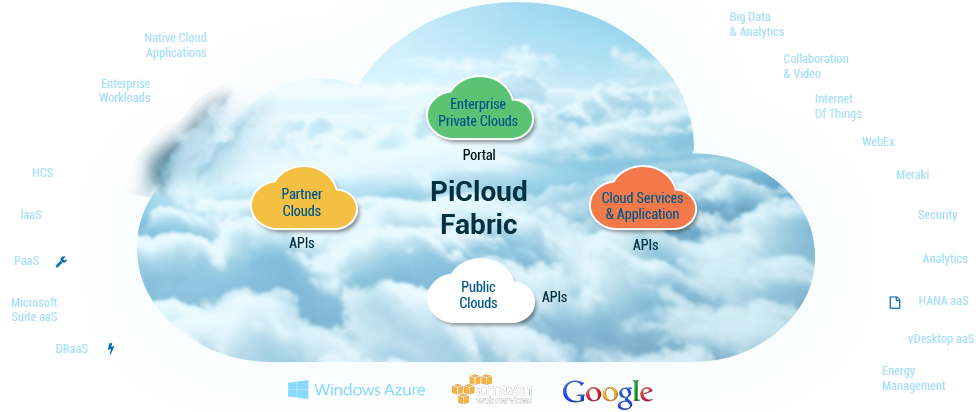 Big Data
& Analytics
Native Cloud
Applications
Collaboration
& Video
Enterprise
Workloads
Internet
Of Things
Enterprise
Private Clouds
Portal
WebEx
HCS
Meraki
Partner
Clouds
APIs
PiCloud
Fabric
Cloud Services
& Application
APIs
IaaS
Security
PaaS
Analytics
Public
Clouds
APIs
Microsoft
Suite aaS
HANA aaS
DRaaS
vDesktop aaS
Energy
Management
Windows Azure
amazon
webservices
Google